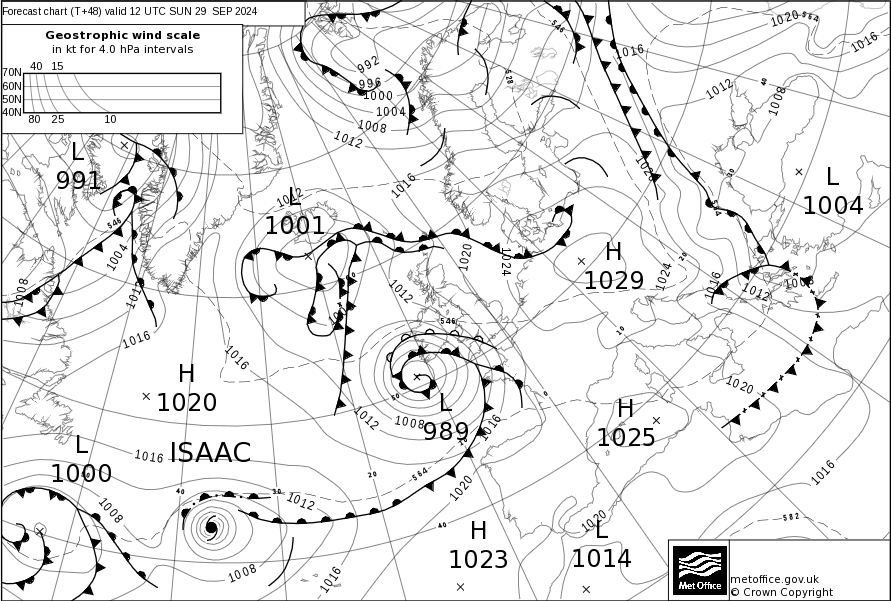 Forecast chart (T+48) valid 12 UTC SUN 29 SEP 2024
Geostrophic wind scale
in kt for 4.0 hPa intervals
40 15
70N
60N
50N
40N
80 25 10
992
996
1000
1004
1008
1012
546
528
1016
1020 564
1016
1012
40
1008
L
991
L
1001
1012
1016
L
1004
546
1004
1008
1012
1016
1020
1024
H
1029
1024
20
1016
1012
1012
1016
546
10
H
1020
50
1012
1008
L
989
1016
0
H
1025
1020
L
1000
1016
ISAAC
20
564
1020
1016
40
30
1012
1008
40
H
1023
1020
L
1014
582
1008
1016
Met Office
metoffice.gov.uk
© Crown Copyright